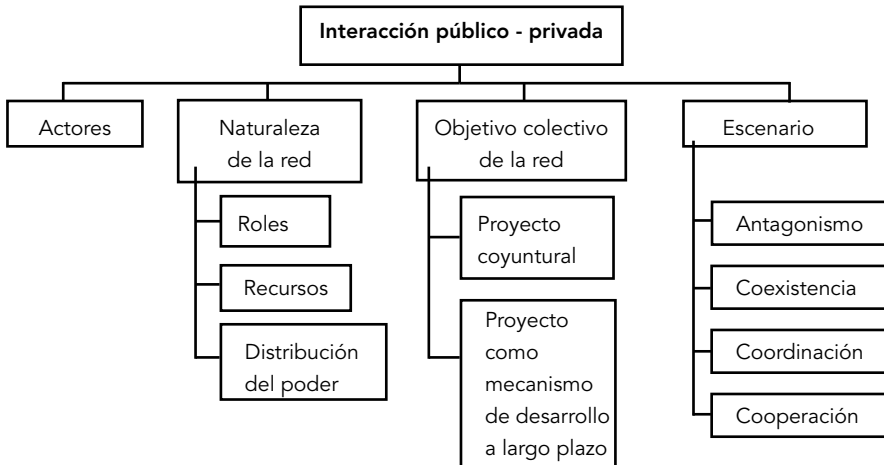 Interacción público - privada
Actores
Naturaleza
de la red
Roles
Recursos
Distribución
del poder
Objetivo colectivo
de la red
Proyecto
coyuntural
Proyecto
como
mecanismo
de desarrollo
a largo plazo
Escenario
Antagonismo
Coexistencia
Coordinación
Cooperación